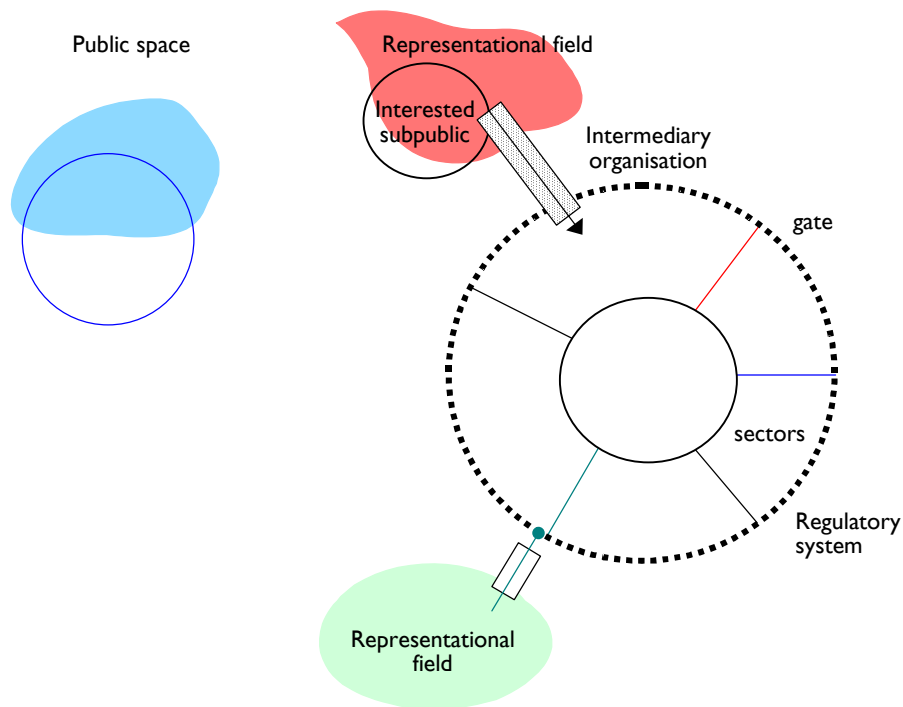 Public space
Representational field
Interested
subpublic
Intermediary
organisation
gate
sectors
Regulatory
system
Representational
field